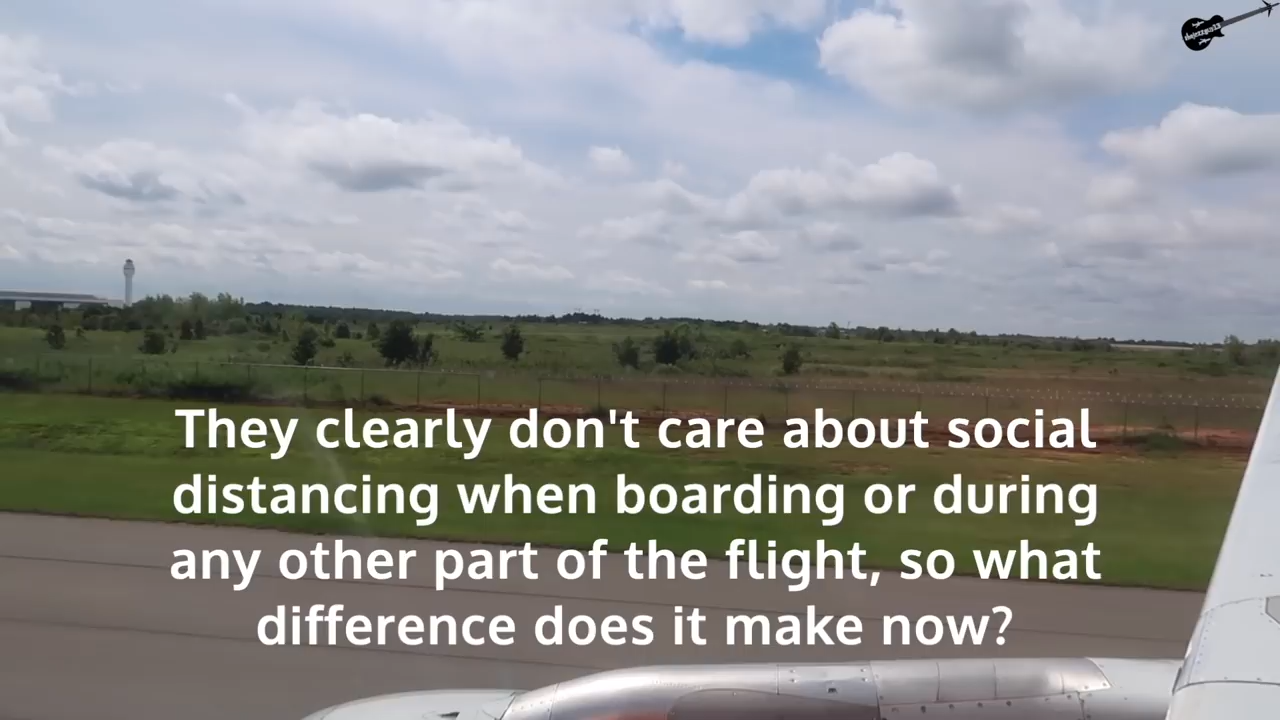 They clearly don't care about social
distancing when boarding or during
any other part of the flight, so what
difference does it make now?